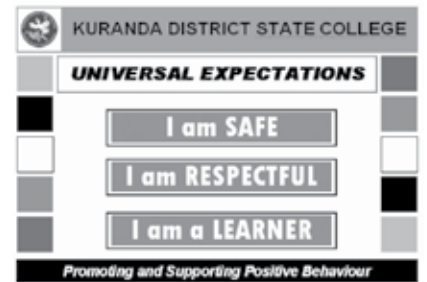 KURANDA DISTRICT STATE COLLEGE
UNIVERSAL EXPECTATIONS
I am SAFE
I am RESPECTFUL
I am a LEARNER
Promoting and Supporting Positive Behaviour